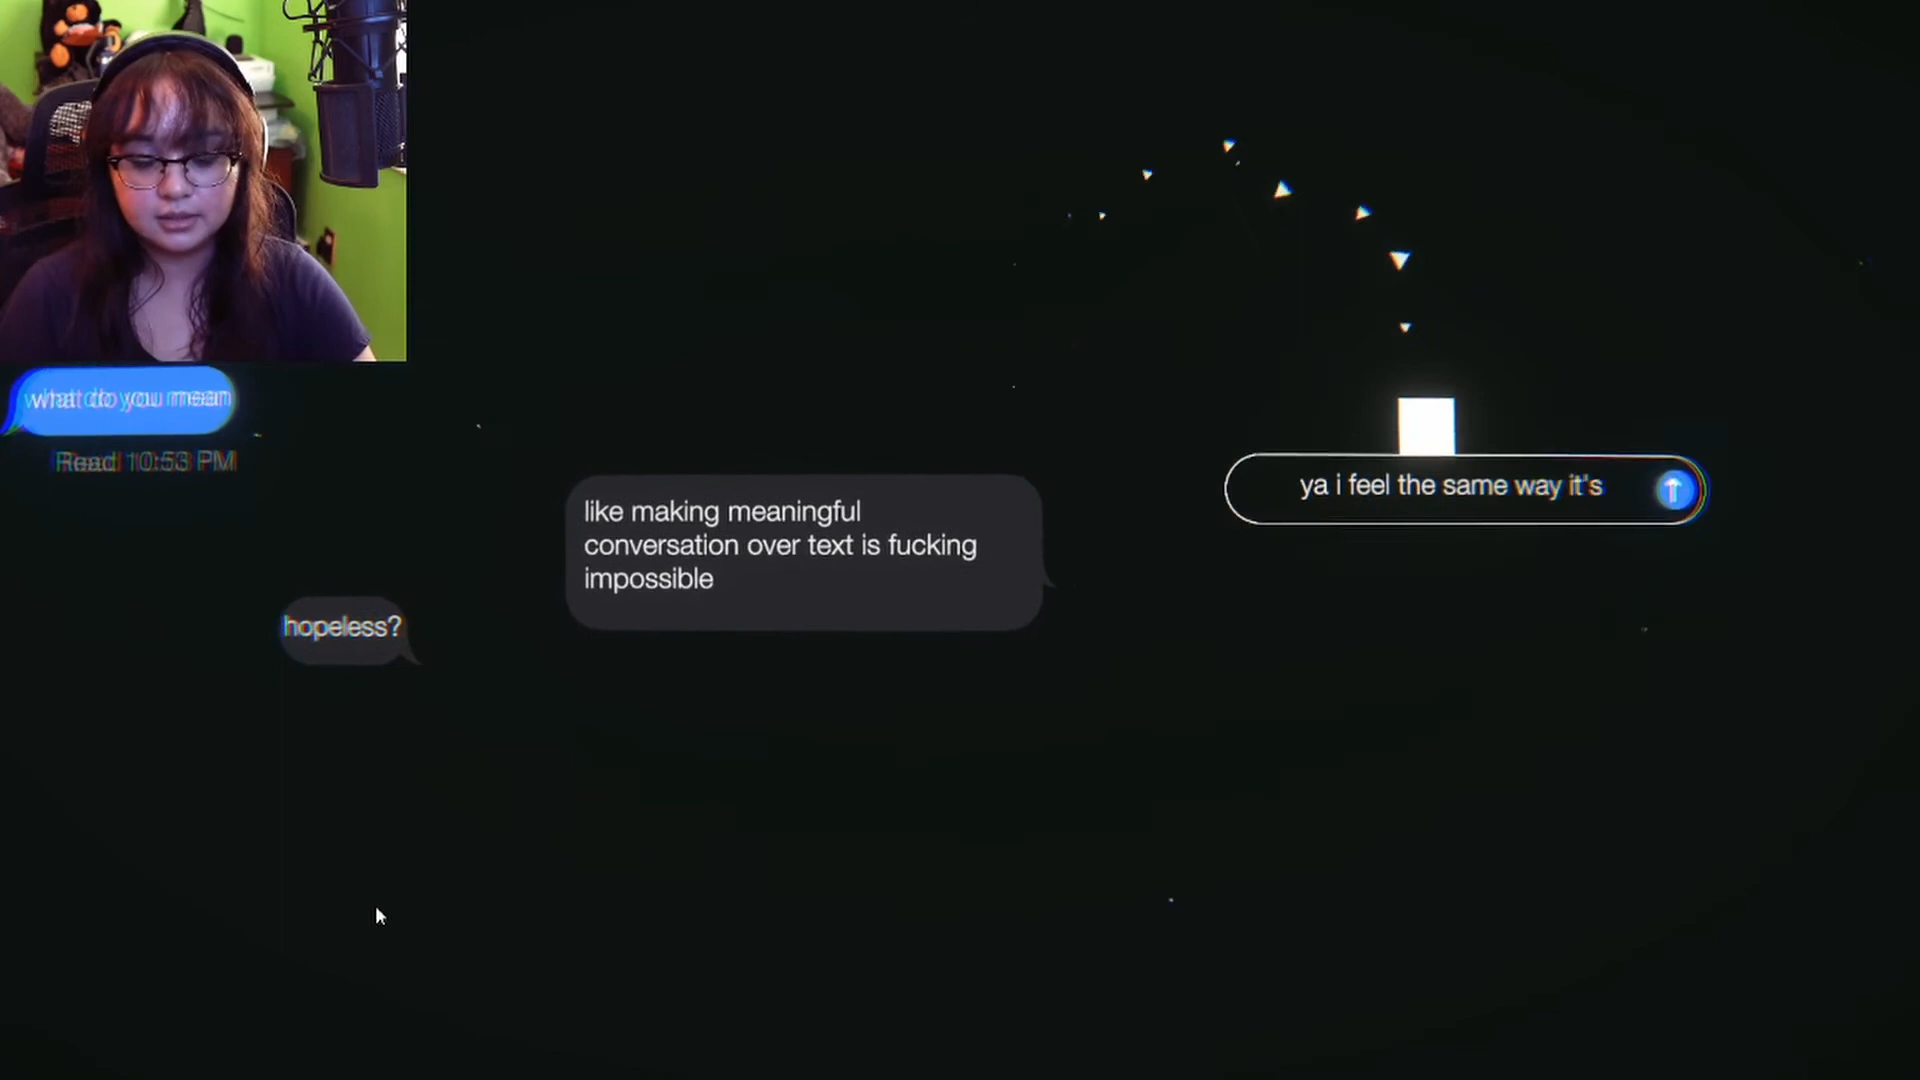 what do you mean
Read 10:53 PM
hopeless?
like making meaningful
conversation over text is fucking
impossible
ya i feel the same way it's